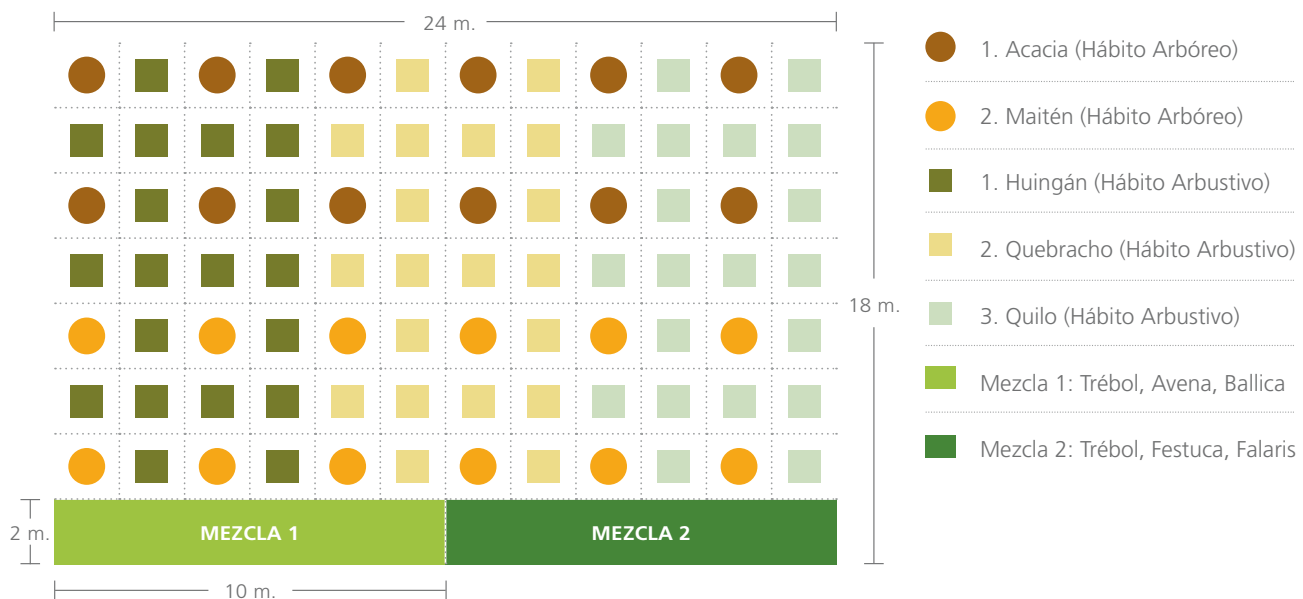 24 m.
1. Acacia (Hábito Arbóreo)
2. Maitén (Hábito Arbóreo)
1. Huingán (Hábito Arbustivo)
2. Quebracho (Hábito Arbustivo)
18 m.
3. Quilo (Hábito Arbustivo)
Mezcla 1: Trébol, Avena, Ballica
Mezcla 2: Trébol, Festuca, Falaris
2 m.
MEZCLA 1
MEZCLA 2
10 m.